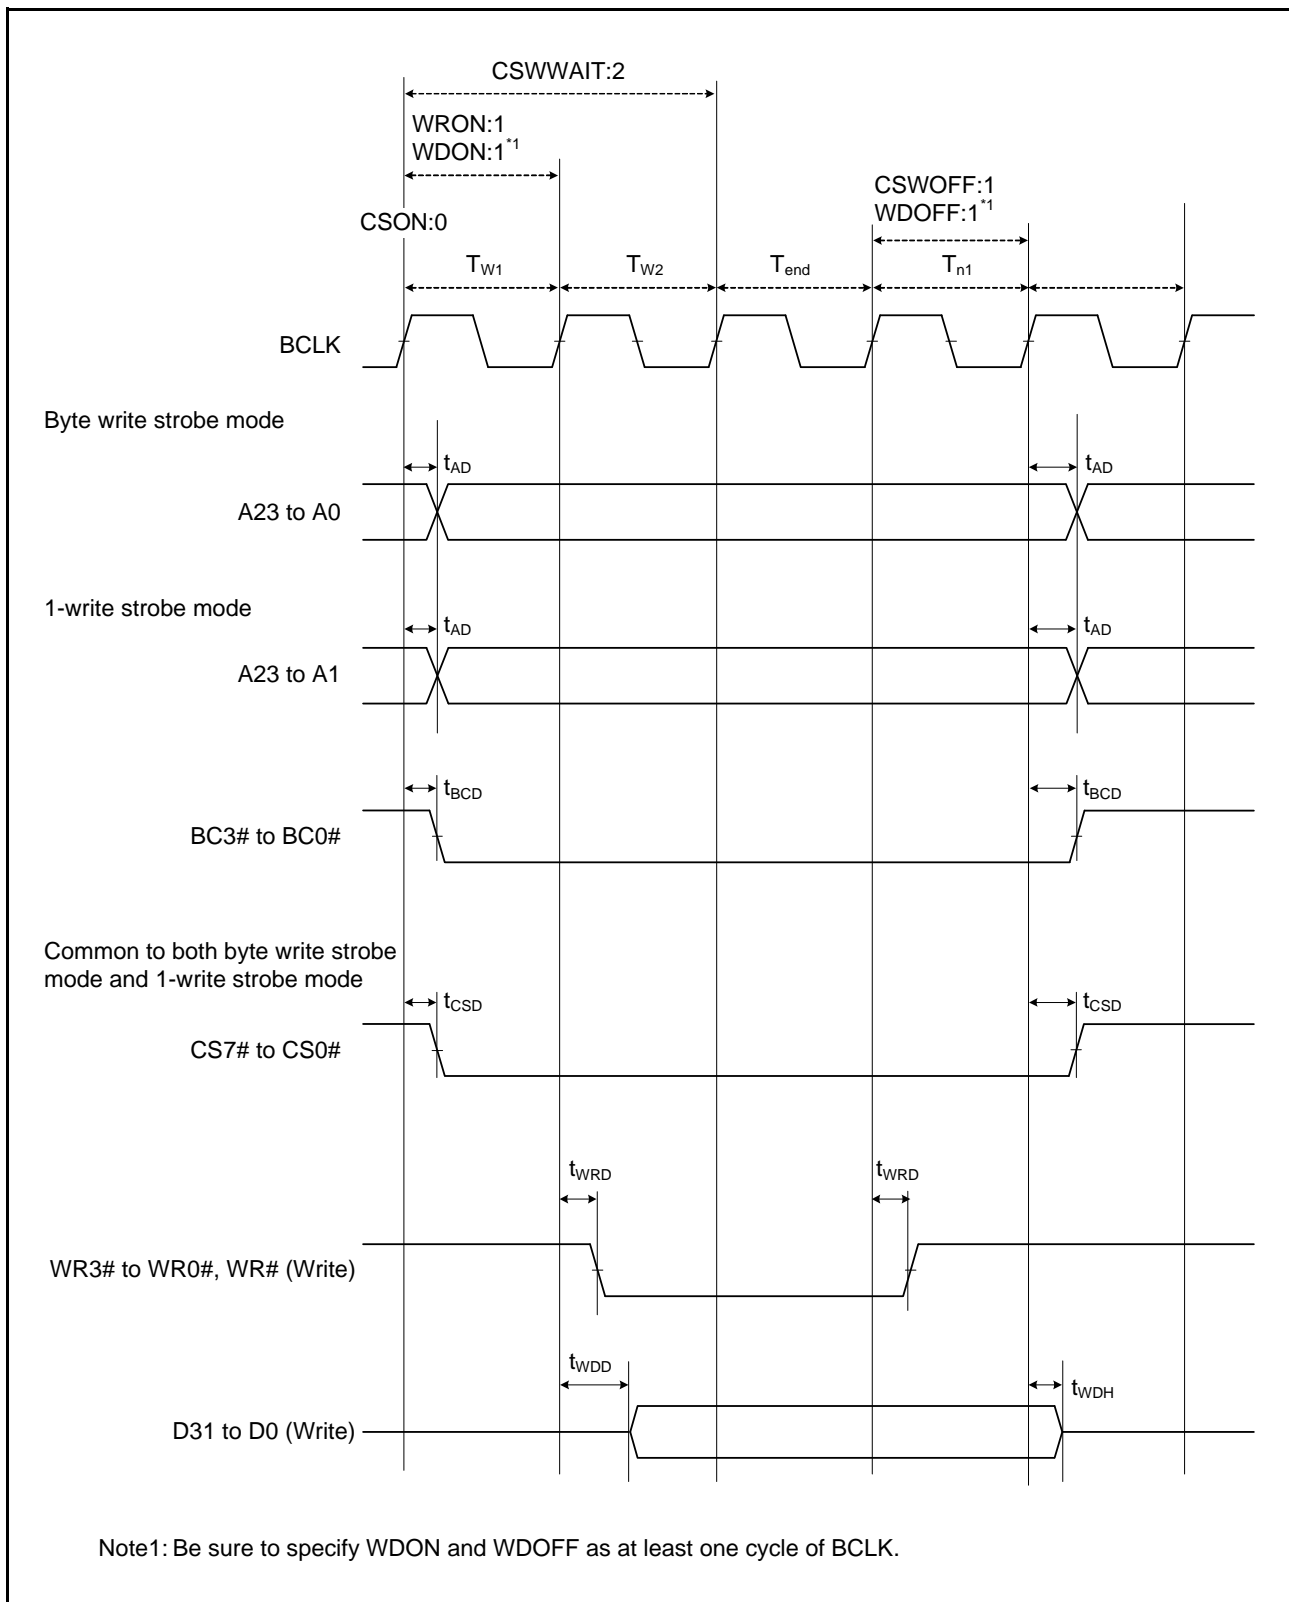 CSWWAIT:2
WRON:1
WDON:1*1
CSWOFF:1
WDOFF:1*1
CSON:0
TW1
TW2
Tend
Tn1
BCLK
Byte write strobe mode
tAD
tAD
A23 to A0
1-write strobe mode
tAD
tAD
A23 to A1
tBCD
tBCD
BC3# to BC0#
Common to both byte write strobe
mode and 1-write strobe mode
tCSD
tCSD
CS7# to CS0#
tWRD
tWRD
WR3# to WR0#, WR# (Write)
tWDD
tWDH
D31 to D0 (Write)
Note1: Be sure to specify WDON and WDOFF as at least one cycle of BCLK.